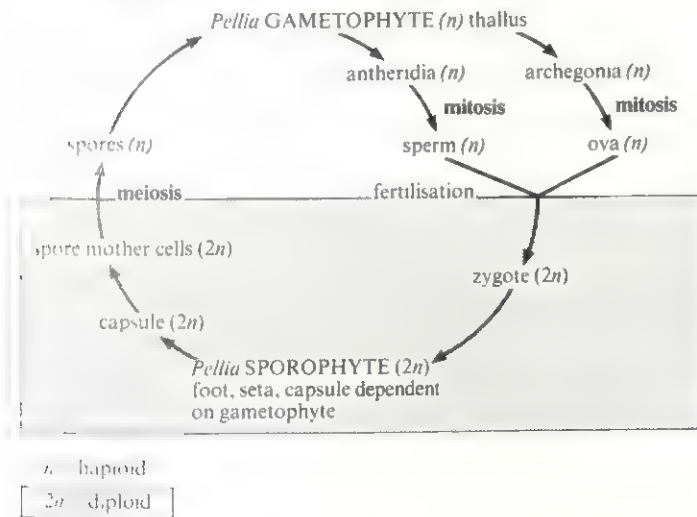 Pellia GAMETOPHYTE (n) thallus
antheridia (n)
archegonia (n)
mitosis
mitosis
spores (n)
sperm (n)
ova (n)
meiosis
fertilisation
spore mother cells (2n)
zygote (2n)
capsule (2n)
Pellia SPOROPHYTE (2n)
foot, seta, capsule dependent
on gametophyte
n haploid
2n diploid